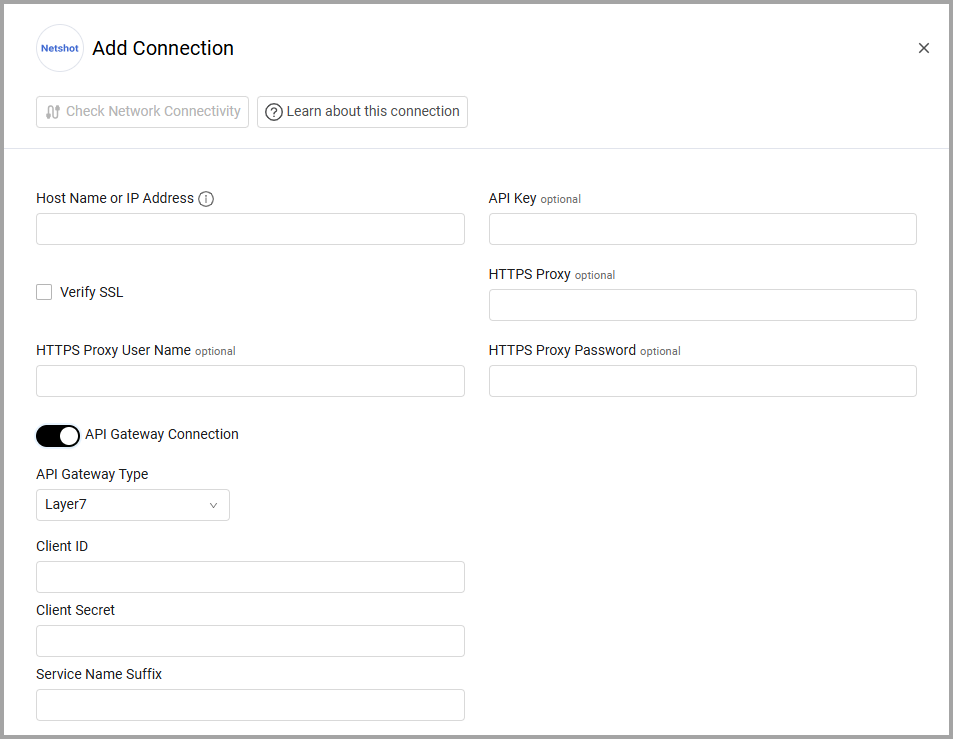 Netshot Add Connection
Check Network Connectivity Learn about this connection
Host Name or IP Address API Key optional
Verify SSL HTTPS Proxy optional
HTTPS Proxy User Name optional HTTPS Proxy Password optional
API Gateway Connection
API Gateway Type
Layer7
Client ID
Client Secret
Service Name Suffix